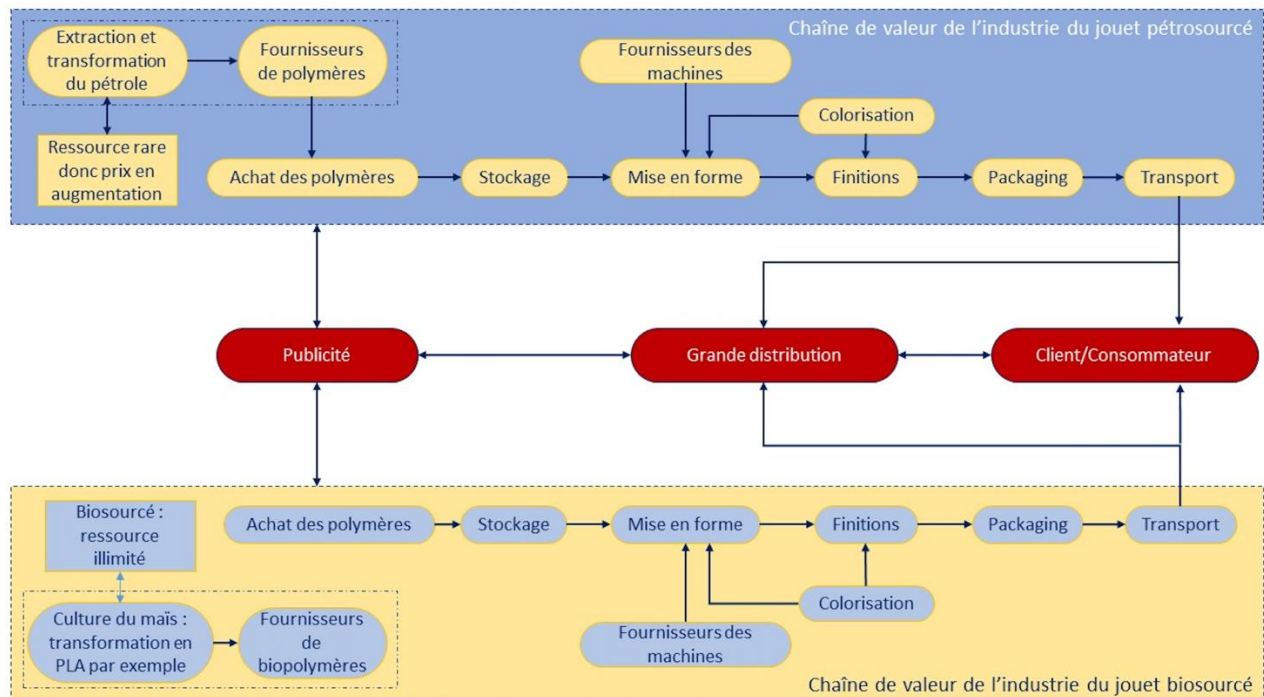 Chaîne de valeur de l’industrie du jouet pétrosourcé
Extraction et
transformation
du pétrole
Fournisseurs
de polymères
Fournisseurs des
machines
Colorisation
Ressource rare
donc prix en
augmentation
Achat des polymères
Stockage
Mise en forme
Finitions
Packaging
Transport
Publicité
Grande distribution
Client/Consommateur
Biosourcé :
ressource
illimité
Achat des polymères
Stockage
Mise en forme
Finitions
Packaging
Transport
Culture du maïs :
transformation en
PLA par exemple
Fournisseurs
de
biopolymères
Colorisation
Fournisseurs des
machines
Chaîne de valeur de l’industrie du jouet biosourcé